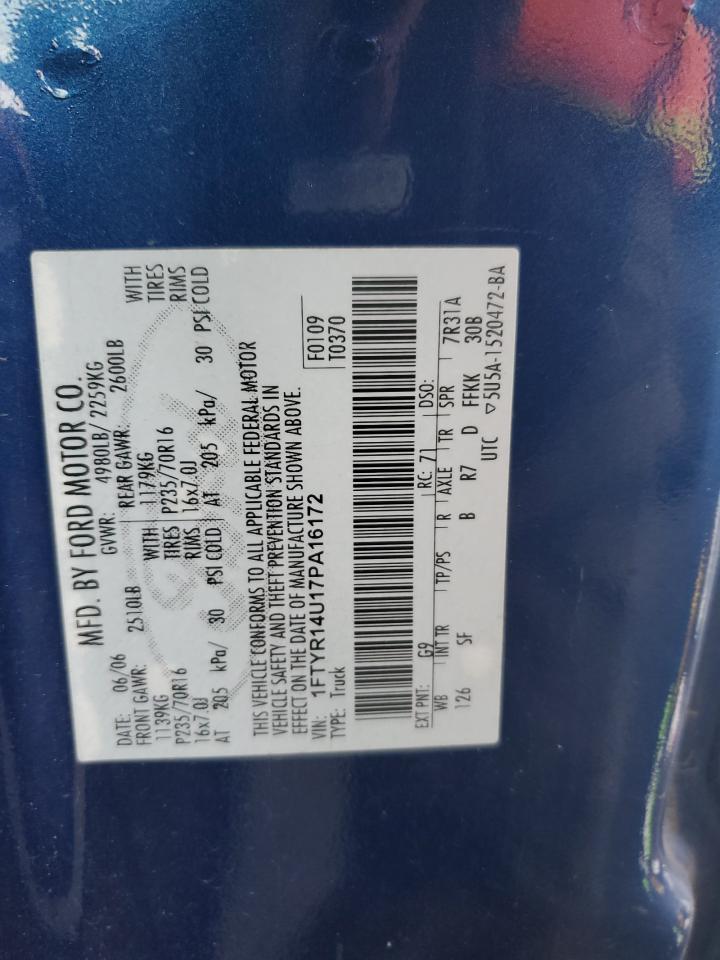 MFD. BY FORD MOTOR CO.
DATE: 06/06 GVWR: 4980LB/ 2259KG
FRONT GAWR: 2510LB REAR GAWR: 2600LB
1139KG WITH 1179KG WITH
P235/70R16 TIRES P235/70R16 TIRES
16x7.0J RIMS 16x7.0J RIMS
AT 205 kPa/ 30 PSI COLD AT 205 kPa/ 30 PSI COLD
THIS VEHICLE CONFORMS TO ALL APPLICABLE FEDERAL MOTOR
VEHICLE SAFETY AND THEFT PREVENTION STANDARDS IN
EFFECT ON THE DATE OF MANUFACTURE SHOWN ABOVE.
VIN: 1FTYR14U17PA16172 F0109
TYPE: Truck T0370
EXT PNT: G9 RC: 71 DSO:
WB INT TR TP/PS R AXLE TR SPR 7R31A
126 SF B R7 D FFKK 30B
UTC ▽5U5A-1520472-BA